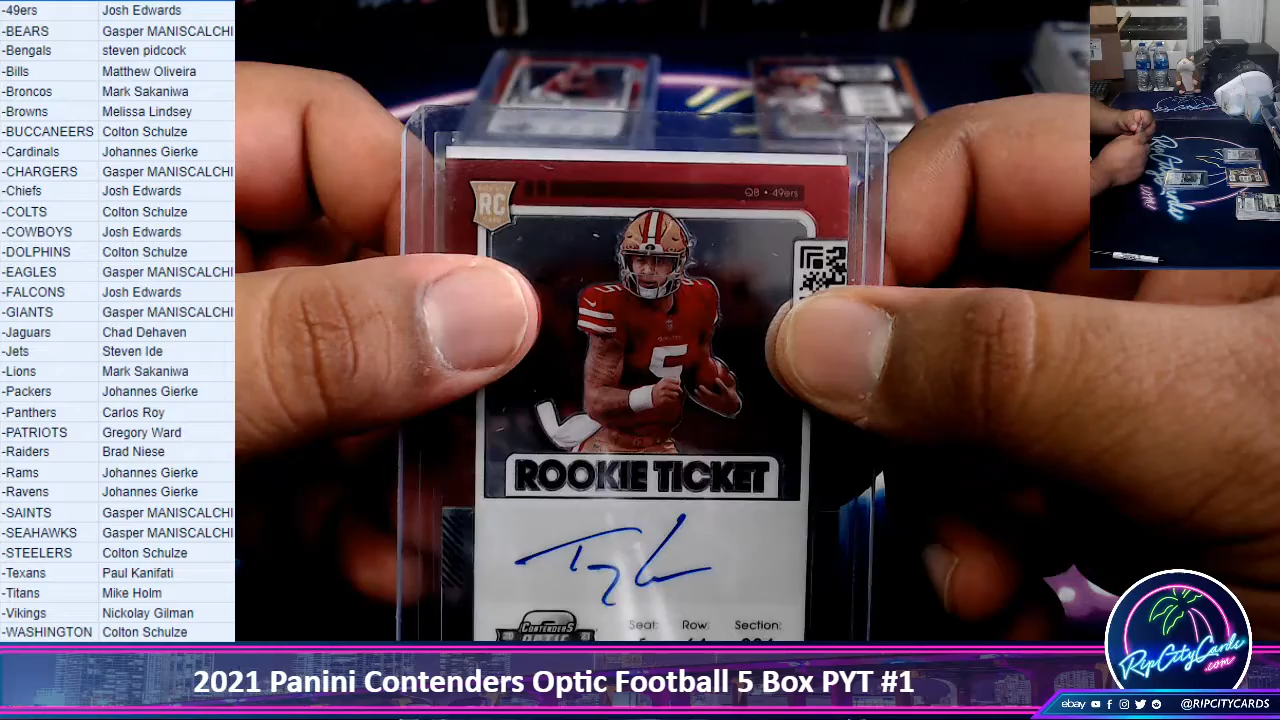 -49ers Josh Edwards
-BEARS Gasper MANISCALCHI
-Bengals steven pidcock
-Bills Matthew Oliveira
-Broncos Mark Sakaniwa
-Browns Melissa Lindsey
-BUCCANEERS Colton Schulze
-Cardinals Johannes Gierke
-CHARGERS Gasper MANISCALCHI
-Chiefs Josh Edwards
-COLTS Colton Schulze
-COWBOYS Josh Edwards
-DOLPHINS Colton Schulze
-EAGLES Gasper MANISCALCHI
-FALCONS Josh Edwards
-GIANTS Gasper MANISCALCHI
-Jaguars Chad Dehaven
-Jets Steven Ide
-Lions Mark Sakaniwa
-Packers Johannes Gierke
-Panthers Carlos Roy
-PATRIOTS Gregory Ward
-Raiders Brad Niese
-Rams Johannes Gierke
-Ravens Johannes Gierke
-SAINTS Gasper MANISCALCHI
-SEAHAWKS Gasper MANISCALCHI
-STEELERS Colton Schulze
-Texans Paul Kanifati
-Titans Mike Holm
-Vikings Nickolay Gilman
-WASHINGTON Colton Schulze
RC
QB • 49ers
5
5
ROOKIE TICKET
CONTENDERS
OPTIC
Seat: Row: Section:
RipCityCards
.com
2021 Panini Contenders Optic Football 5 Box PYT #1
ebay @RIPCITYCARDS